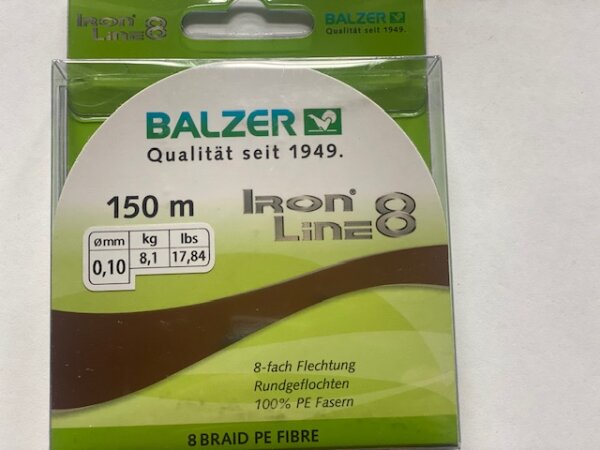 IRON LINE 8
BALZER
Qualität seit 1949.
BALZER
Qualität seit 1949.
150 m
IRON® LINE 8
ømm kg lbs
0,10 8,1 17,84
8-fach Flechtung
Rundgeflochten
100% PE Fasern
8 BRAID PE FIBRE